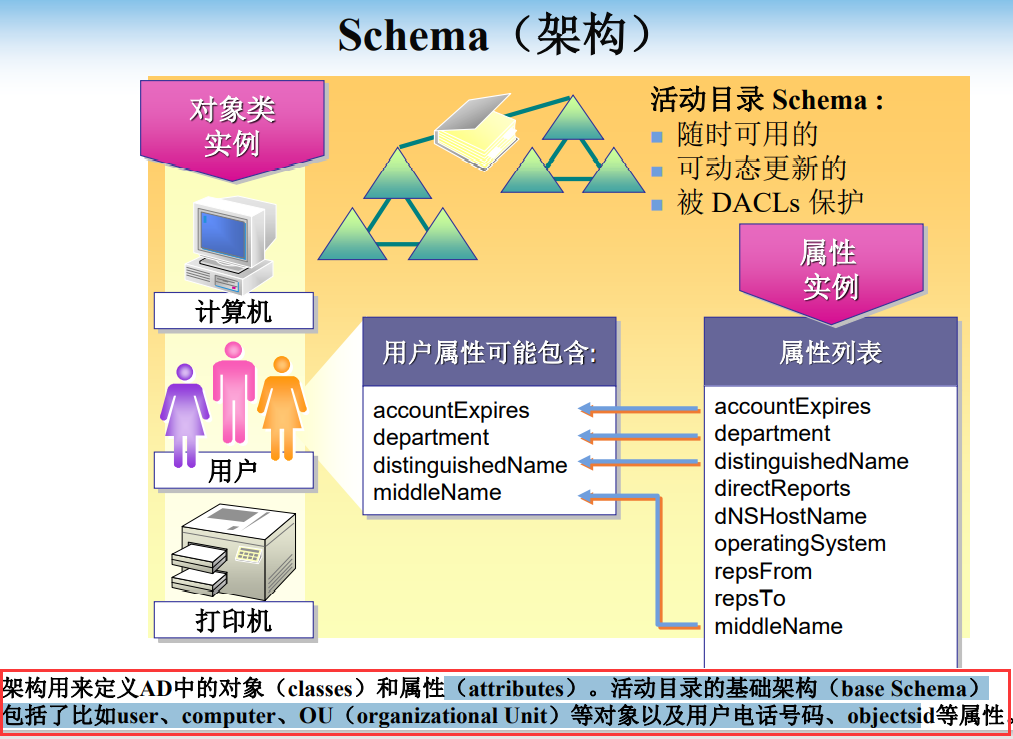 Schema（架构）
对象类
实例
活动目录 Schema :
随时可用的
可动态更新的
被 DACLs 保护
属性
实例
计算机
用户
打印机
用户属性可能包含:
accountExpires
department
distinguishedName
middleName
属性列表
accountExpires
department
distinguishedName
directReports
dNSHostName
operatingSystem
repsFrom
repsTo
middleName
架构用来定义AD中的对象（classes）和属性（attributes）。活动目录的基础架构（base Schema）
包括了比如user、computer、OU（organizational Unit）等对象以及用户电话号码、objectsid等属性。